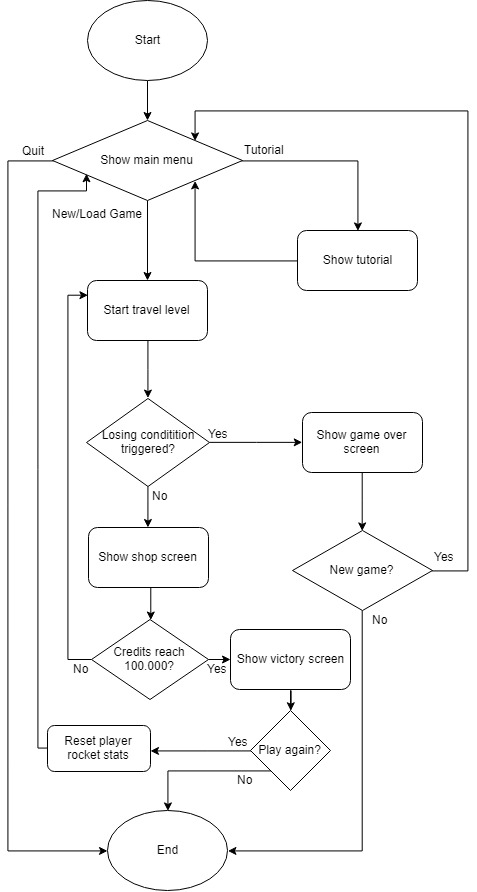 Start
Quit
Show main menu
Tutorial
New/Load Game
Show tutorial
Start travel level
Losing conditition
triggered?
Yes
Show game over
screen
No
Show shop screen
New game?
Yes
No
Credits reach
100.000?
No
Yes
Show victory screen
Reset player
rocket stats
Yes
Play again?
No
End